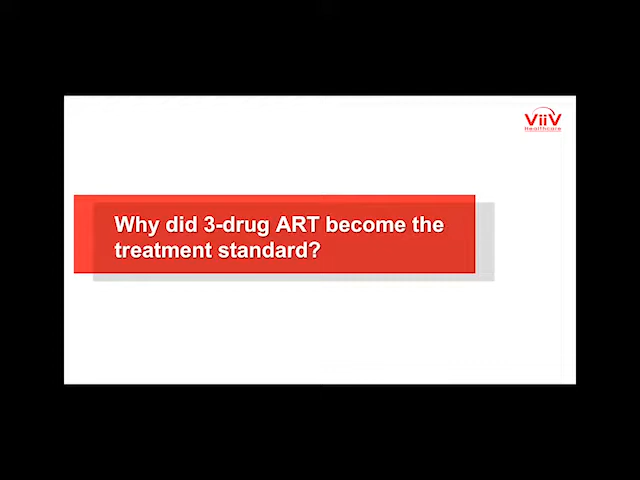 ViiV
Healthcare
Why did 3-drug ART become the
treatment standard?